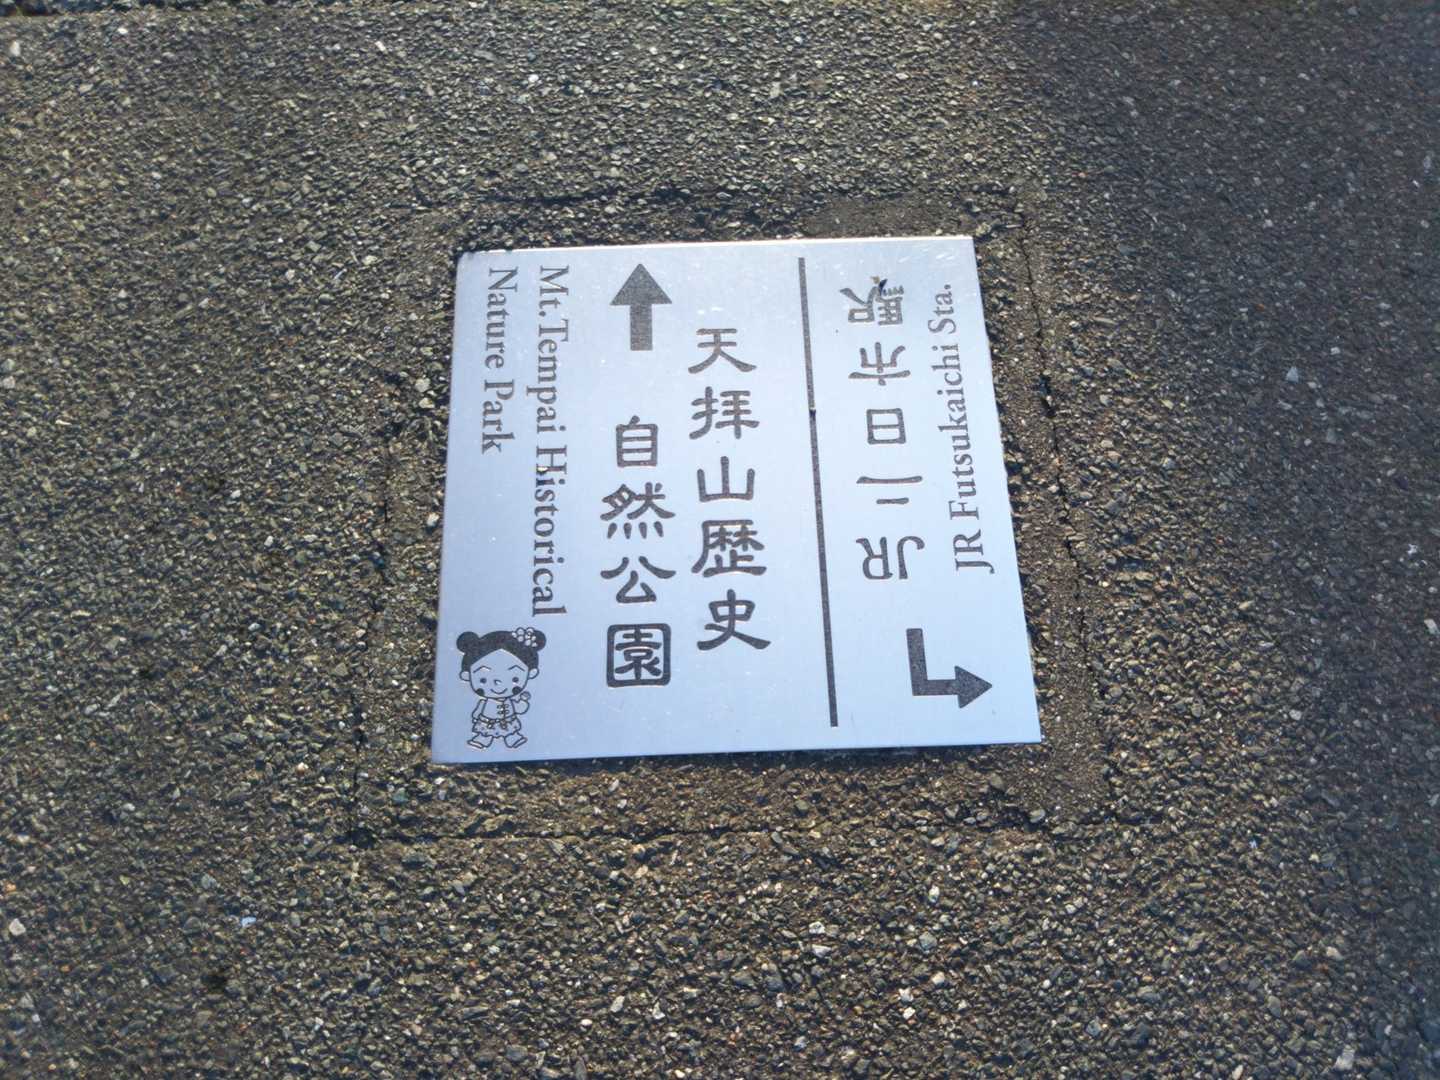 天拝山歴史
自然公園
Mt.Tempai Historical
Nature Park
JR二日市駅
JR Futsukaichi Sta.